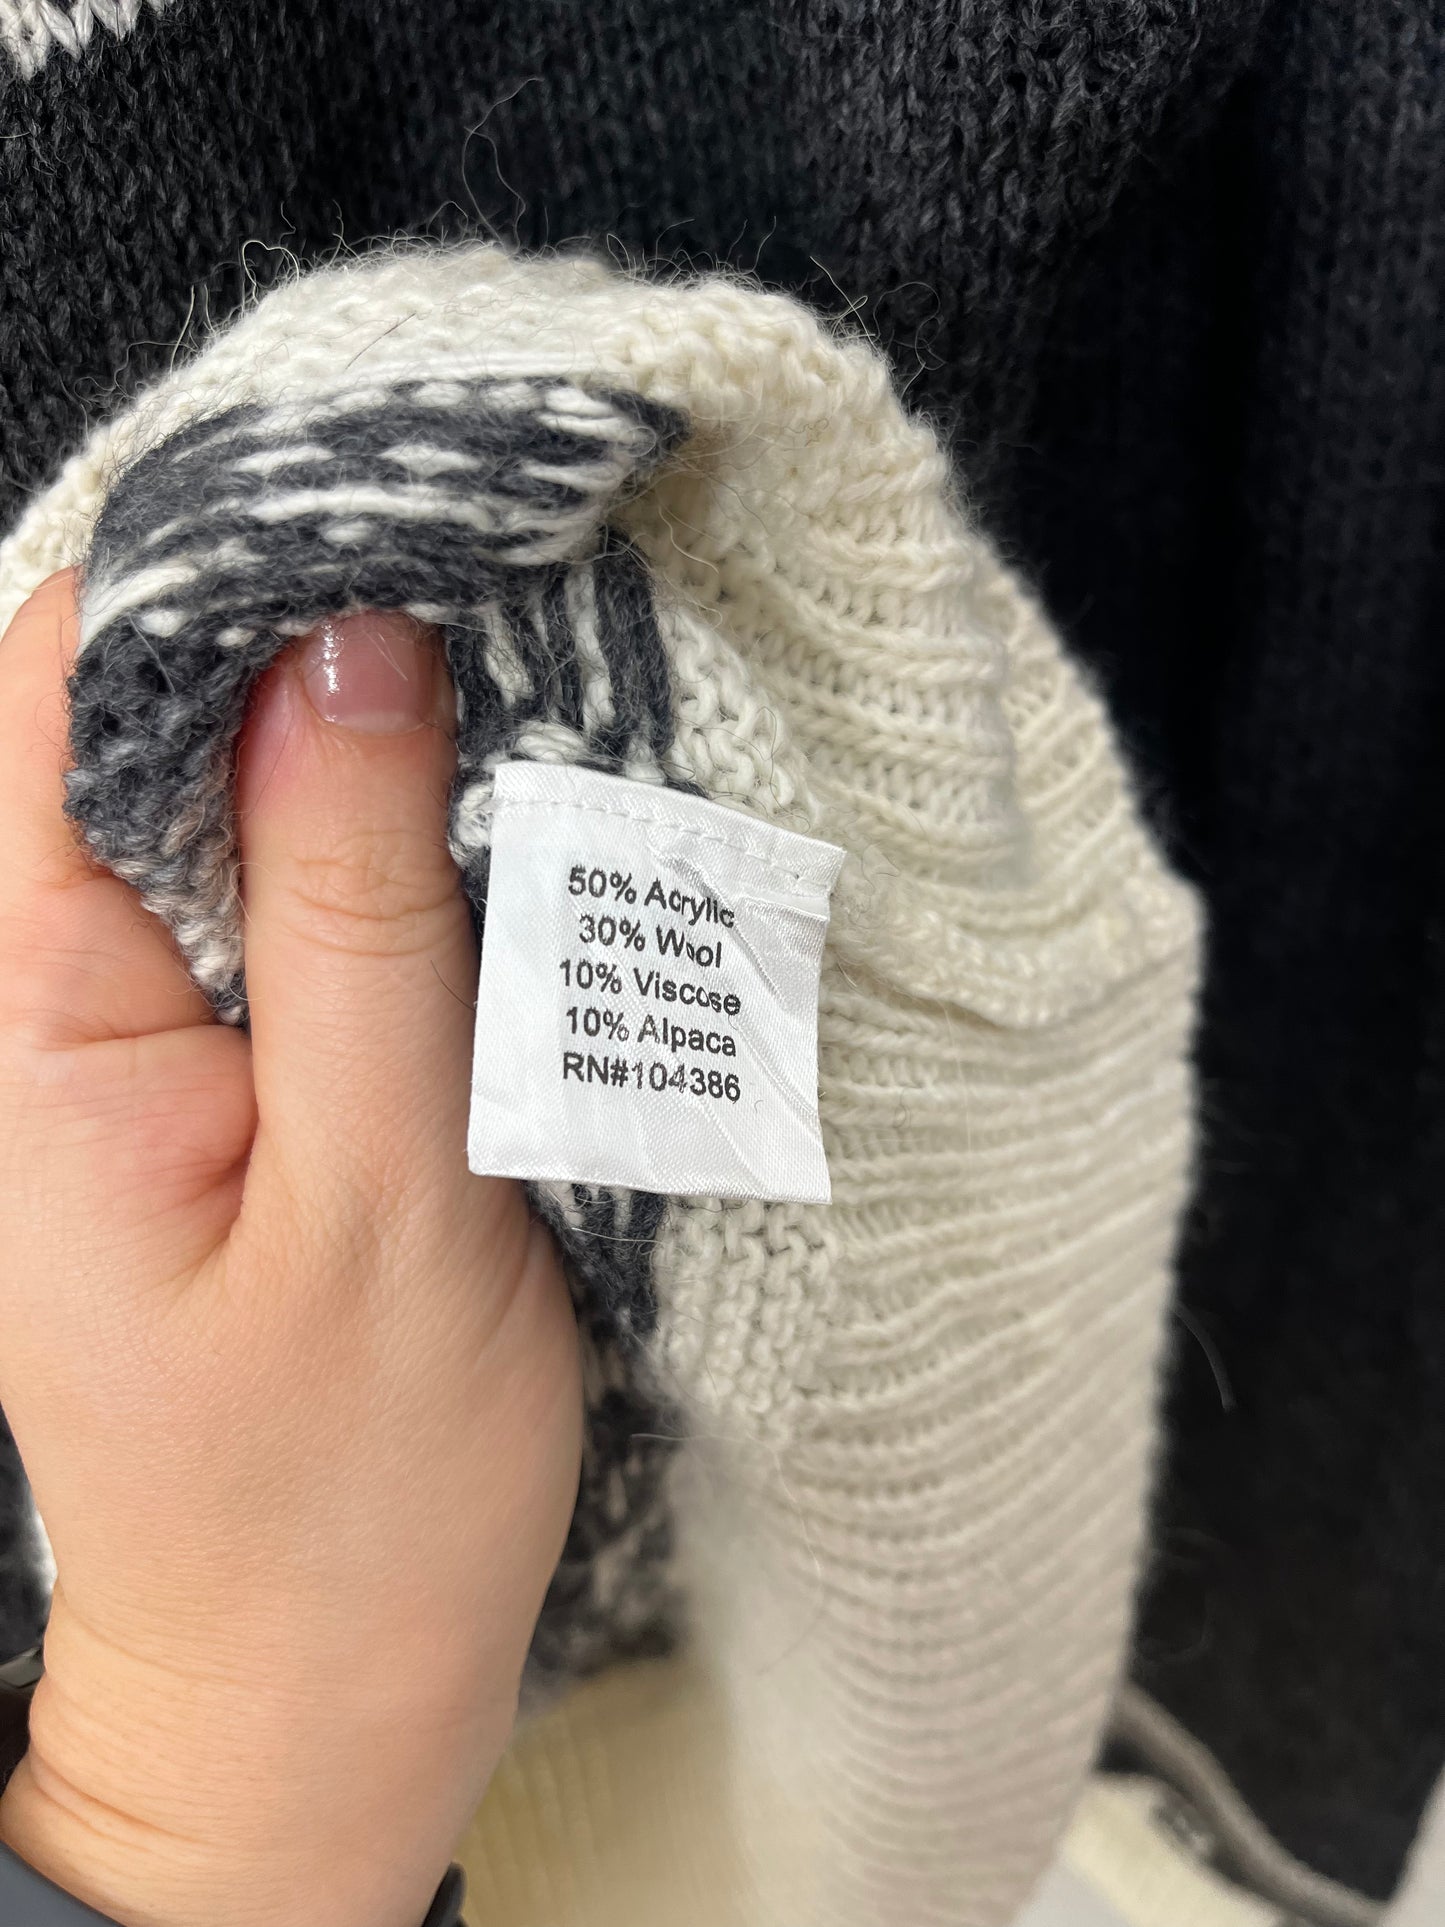 50% Acrylic
30% Wool
10% Viscose
10% Alpaca
RN#104386